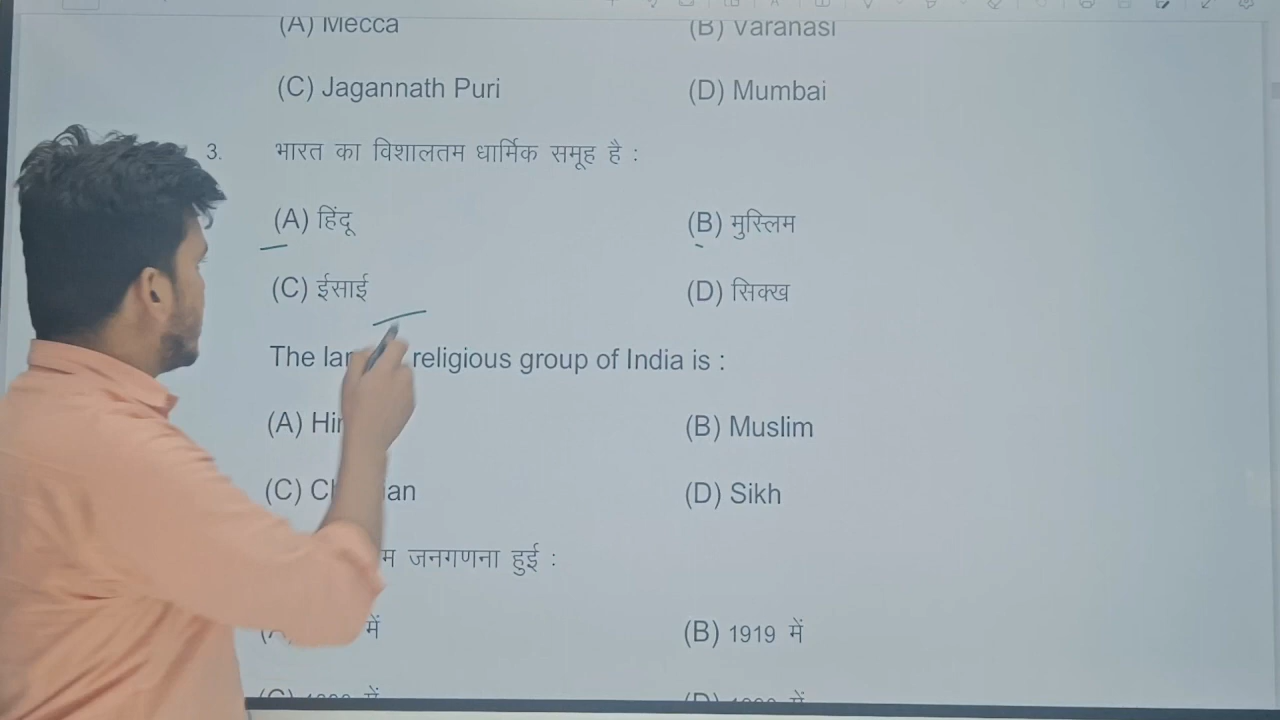 (A) Mecca (B) Varanasi
(C) Jagannath Puri (D) Mumbai
3. भारत का विशालतम धार्मिक समूह है :
(A) हिंदू (B) मुस्लिम
(C) ईसाई (D) सिक्ख
The religious group of India is :
(A) (B) Muslim
(C) (D) Sikh
जनगणना हुई :
में (B) 1919 में
(C) में (D) में